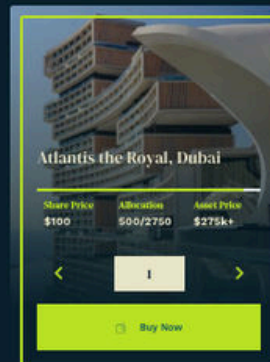 Atlantis the Royal, Dubai
Share Price Allocation Asset Price
$100 500/2750 $275k+
1
Buy Now